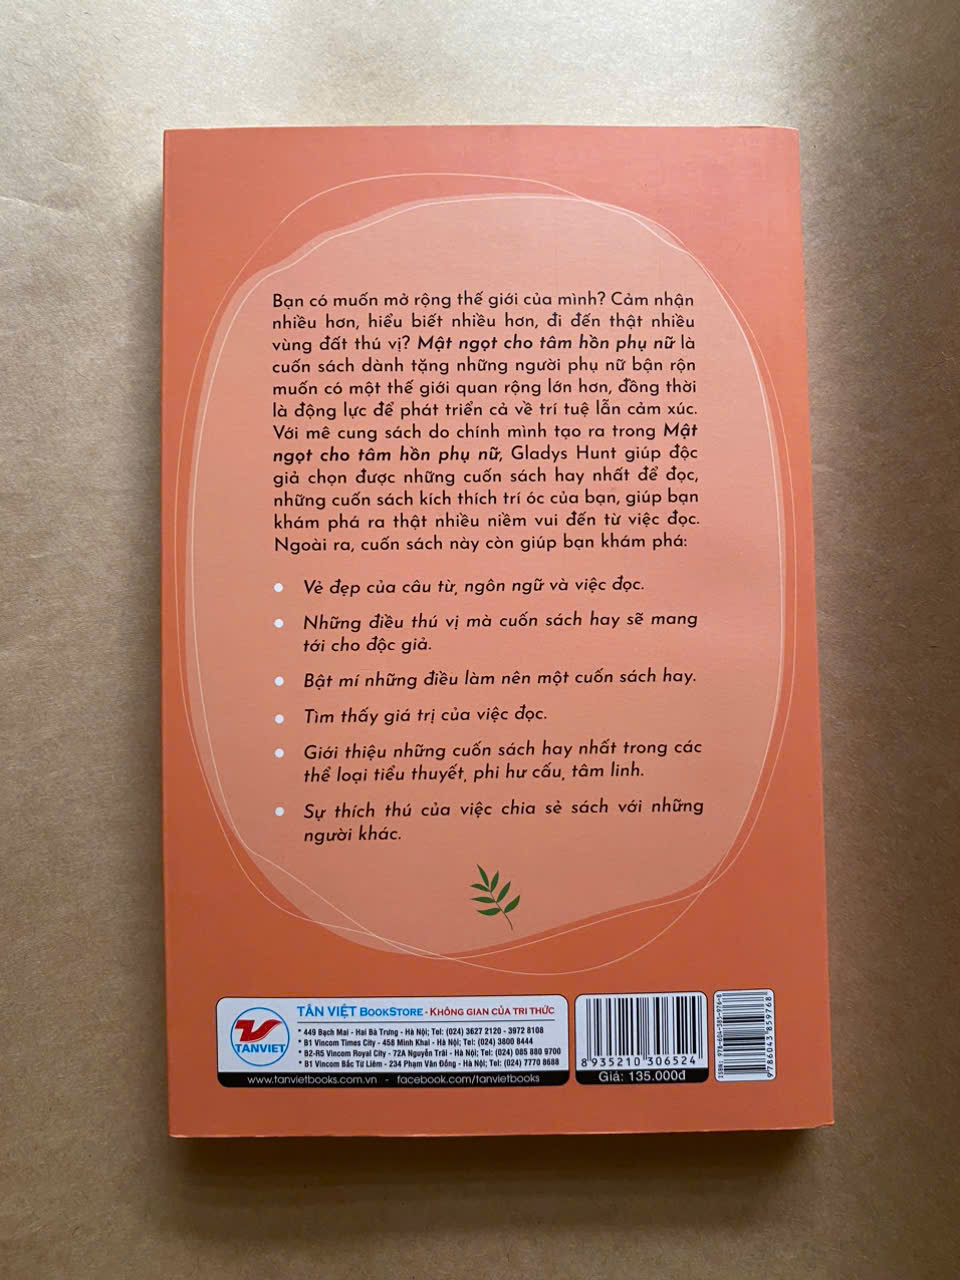 Bạn có muốn mở rộng thế giới của mình? Cảm nhận
nhiều hơn, hiểu biết nhiều hơn, đi đến thật nhiều
vùng đất thú vị? Mật ngọt cho tâm hồn phụ nữ là
cuốn sách dành tặng những người phụ nữ bận rộn
muốn có một thế giới quan rộng lớn hơn, đồng thời
là động lực để phát triển cả về trí tuệ lẫn cảm xúc.
Với mê cung sách do chính mình tạo ra trong Mật
ngọt cho tâm hồn phụ nữ, Gladys Hunt giúp độc
giả chọn được những cuốn sách hay nhất để đọc,
những cuốn sách kích thích trí óc của bạn, giúp bạn
khám phá ra thật nhiều niềm vui đến từ việc đọc.
Ngoài ra, cuốn sách này còn giúp bạn khám phá:
Vẻ đẹp của câu từ, ngôn ngữ và việc đọc.
Những điều thú vị mà cuốn sách hay sẽ mang
tới cho độc giả.
Bật mí những điều làm nên một cuốn sách hay.
Tìm thấy giá trị của việc đọc.
Giới thiệu những cuốn sách hay nhất trong các
thể loại tiểu thuyết, phi hư cấu, tâm linh.
Sự thích thú của việc chia sẻ sách với những
người khác.
TANVIET
TÂN VIỆT BOOKSTORE - KHÔNG GIAN CỦA TRI THỨC
* 449 Bạch Mai - Hai Bà Trưng - Hà Nội; Tel: (024) 3627 2120 - 3972 8108
* B1 Vincom Times City - 458 Minh Khai - Hà Nội; Tel: (024) 3800 8444
* B2-R5 Vincom Royal City - 72A Nguyễn Trãi - Hà Nội; Tel: (024) 085 880 9700
* B1 Vincom Bắc Từ Liêm - 234 Phạm Văn Đồng - Hà Nội; Tel: (024) 7770 8688
www.tanvietbooks.com.vn - facebook.com/tanvietbooks
8935210306524
Giá: 135.000đ
ISBN: 978-604-385-976-8
9786043859768